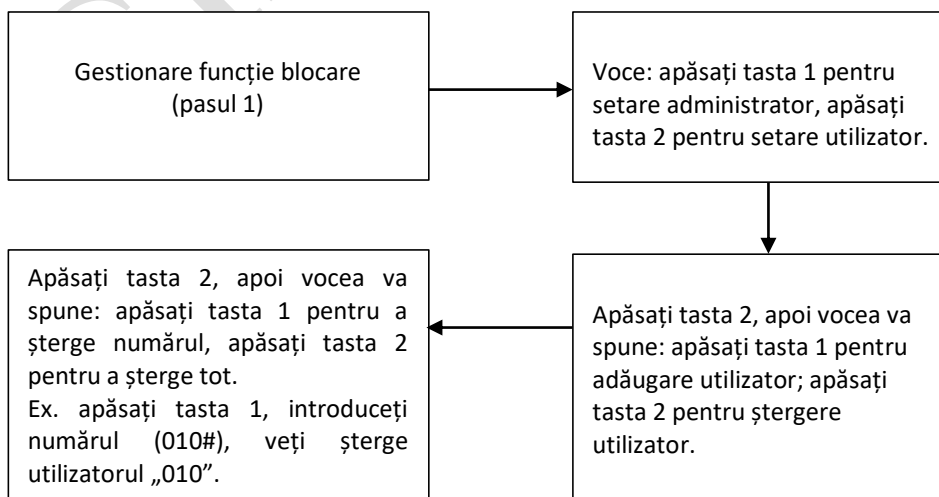 Gestionare funcție blocare
(pasul 1)
Voce: apăsați tasta 1 pentru
setare administrator, apăsați
tasta 2 pentru setare utilizator.
Apăsați tasta 2, apoi vocea va
spune: apăsați tasta 1 pentru
adăugare utilizator; apăsați
tasta 2 pentru ștergere
utilizator.
Apăsați tasta 2, apoi vocea va
spune: apăsați tasta 1 pentru a
șterge numărul, apăsați tasta 2
pentru a șterge tot.
Ex. apăsați tasta 1, introduceți
numărul (010#), veți șterge
utilizatorul „010”.